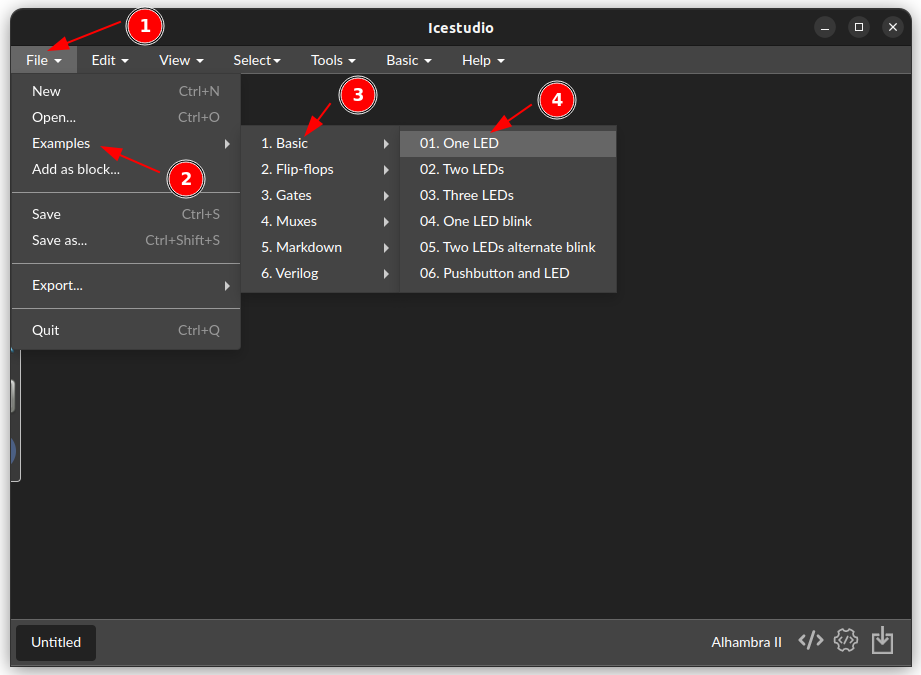 Icestudio
File Edit View Select Tools Basic Help
1
2
3
4
New Ctrl+N
Open... Ctrl+O
Examples
Add as block...
Save Ctrl+S
Save as... Ctrl+Shift+S
Export...
Quit Ctrl+Q
1. Basic
2. Flip-flops
3. Gates
4. Muxes
5. Markdown
6. Verilog
01. One LED
02. Two LEDs
03. Three LEDs
04. One LED blink
05. Two LEDs alternate blink
06. Pushbutton and LED
Untitled
Alhambra II